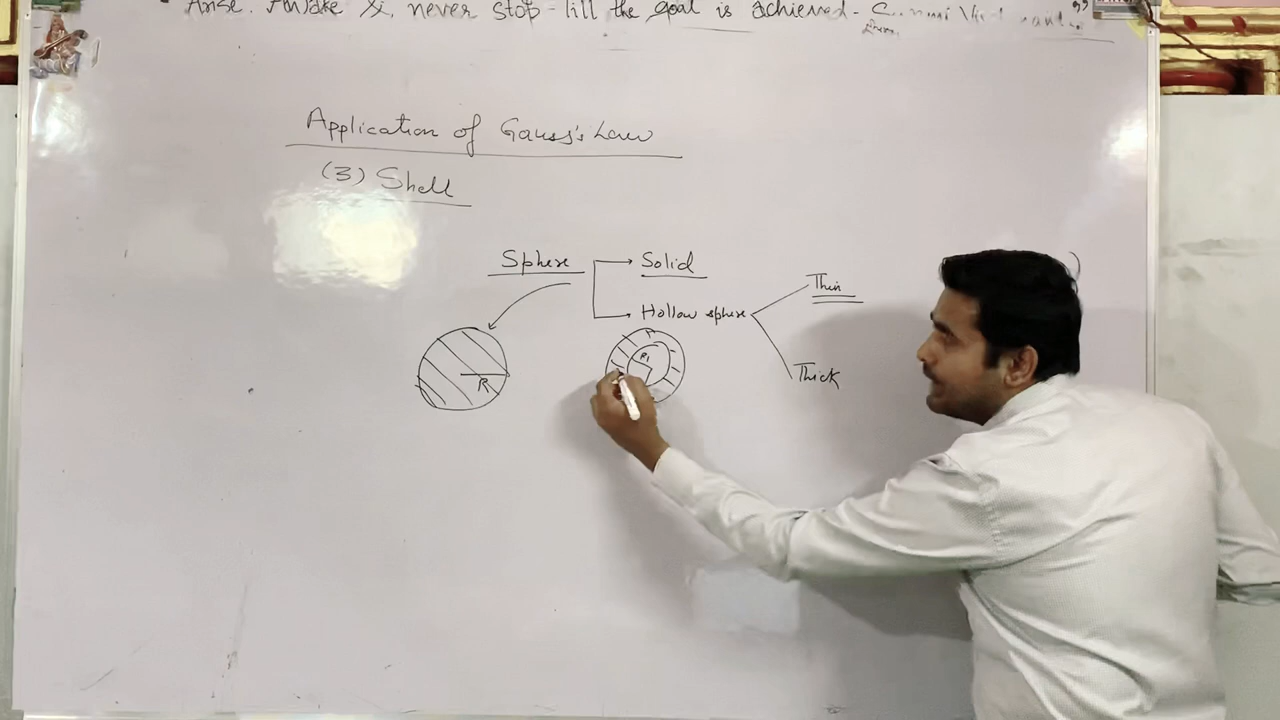 Arise. Awake &, never stop till the goal is achieved -
Application of Gauss's Law
(3) Shell
Sphere
Solid
Hollow sphere
Thin
Thick
R
R1